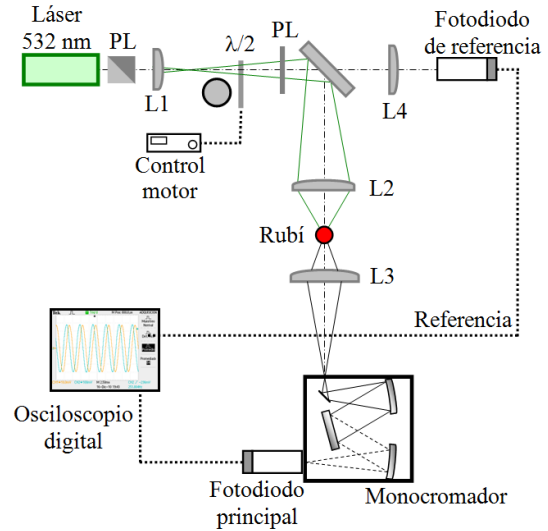 Láser
532 nm
PL
λ/2
PL
Fotodiodo
de referencia
L1
L4
Control
motor
L2
Rubí
L3
Referencia
Osciloscopio
digital
Fotodiodo
principal
Monocromador